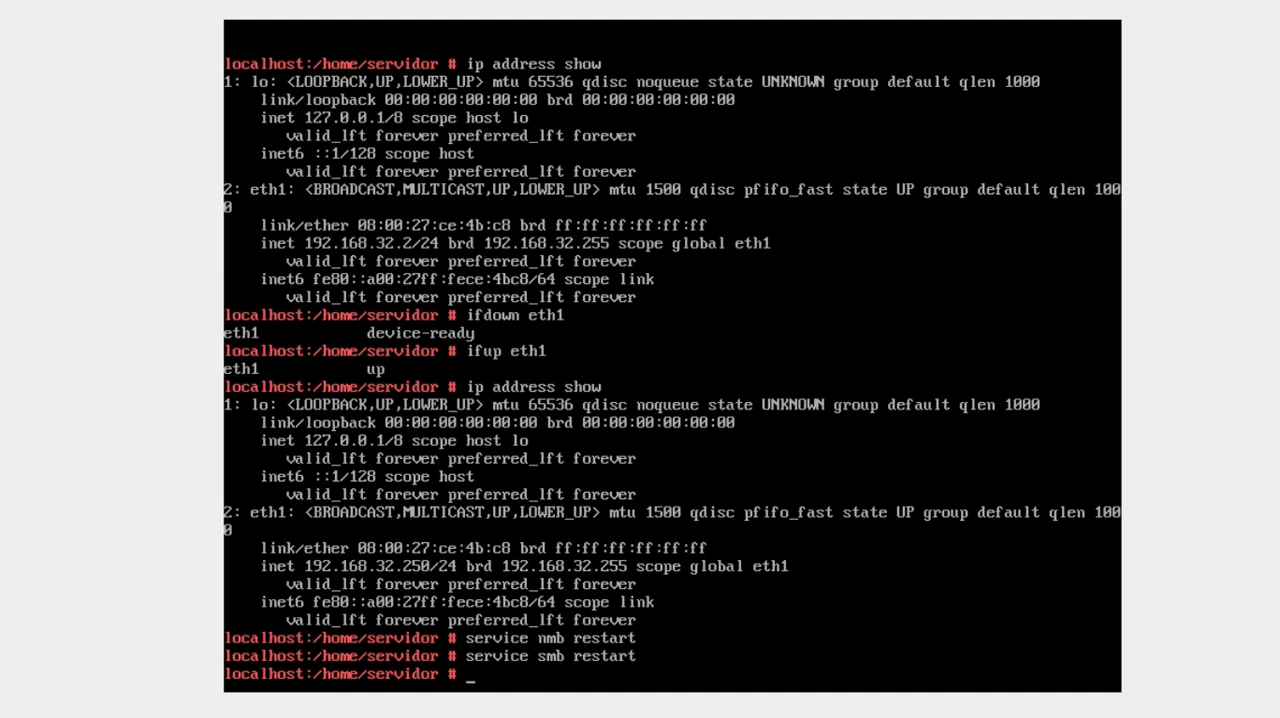 localhost:/home/servidor # ip address show
1: lo: <LOOPBACK,UP,LOWER_UP> mtu 65536 qdisc noqueue state UNKNOWN group default qlen 1000
    link/loopback 00:00:00:00:00:00 brd 00:00:00:00:00:00
    inet 127.0.0.1/8 scope host lo
       valid_lft forever preferred_lft forever
    inet6 ::1/128 scope host
       valid_lft forever preferred_lft forever
2: eth1: <BROADCAST,MULTICAST,UP,LOWER_UP> mtu 1500 qdisc pfifo_fast state UP group default qlen 100
0
    link/ether 08:00:27:ce:4b:c8 brd ff:ff:ff:ff:ff:ff
    inet 192.168.32.2/24 brd 192.168.32.255 scope global eth1
       valid_lft forever preferred_lft forever
    inet6 fe80::a00:27ff:fece:4bc8/64 scope link
       valid_lft forever preferred_lft forever
localhost:/home/servidor # ifdown eth1
eth1            device-ready
localhost:/home/servidor # ifup eth1
eth1            up
localhost:/home/servidor # ip address show
1: lo: <LOOPBACK,UP,LOWER_UP> mtu 65536 qdisc noqueue state UNKNOWN group default qlen 1000
    link/loopback 00:00:00:00:00:00 brd 00:00:00:00:00:00
    inet 127.0.0.1/8 scope host lo
       valid_lft forever preferred_lft forever
    inet6 ::1/128 scope host
       valid_lft forever preferred_lft forever
2: eth1: <BROADCAST,MULTICAST,UP,LOWER_UP> mtu 1500 qdisc pfifo_fast state UP group default qlen 100
0
    link/ether 08:00:27:ce:4b:c8 brd ff:ff:ff:ff:ff:ff
    inet 192.168.32.250/24 brd 192.168.32.255 scope global eth1
       valid_lft forever preferred_lft forever
    inet6 fe80::a00:27ff:fece:4bc8/64 scope link
       valid_lft forever preferred_lft forever
localhost:/home/servidor # service nmb restart
localhost:/home/servidor # service smb restart
localhost:/home/servidor # _